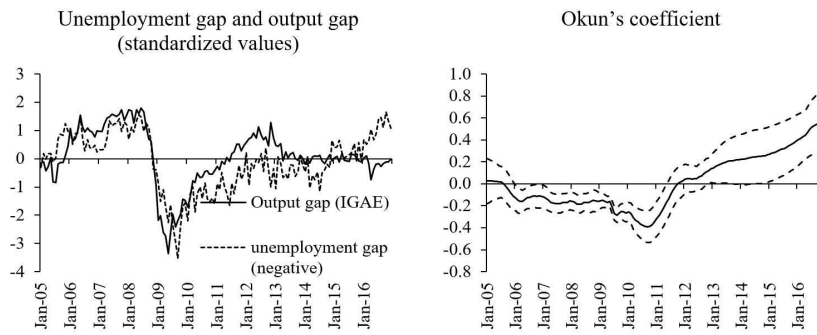 Unemployment gap and output gap
(standardized values)
3
2
1
0
-1
-2
-3
-4
Output gap (IGAE)
unemployment gap
(negative)
Jan-05
Jan-06
Jan-07
Jan-08
Jan-09
Jan-10
Jan-11
Jan-12
Jan-13
Jan-14
Jan-15
Jan-16
Okun's coefficient
1.0
0.8
0.6
0.4
0.2
0.0
-0.2
-0.4
-0.6
-0.8
Jan-05
Jan-06
Jan-07
Jan-08
Jan-09
Jan-10
Jan-11
Jan-12
Jan-13
Jan-14
Jan-15
Jan-16